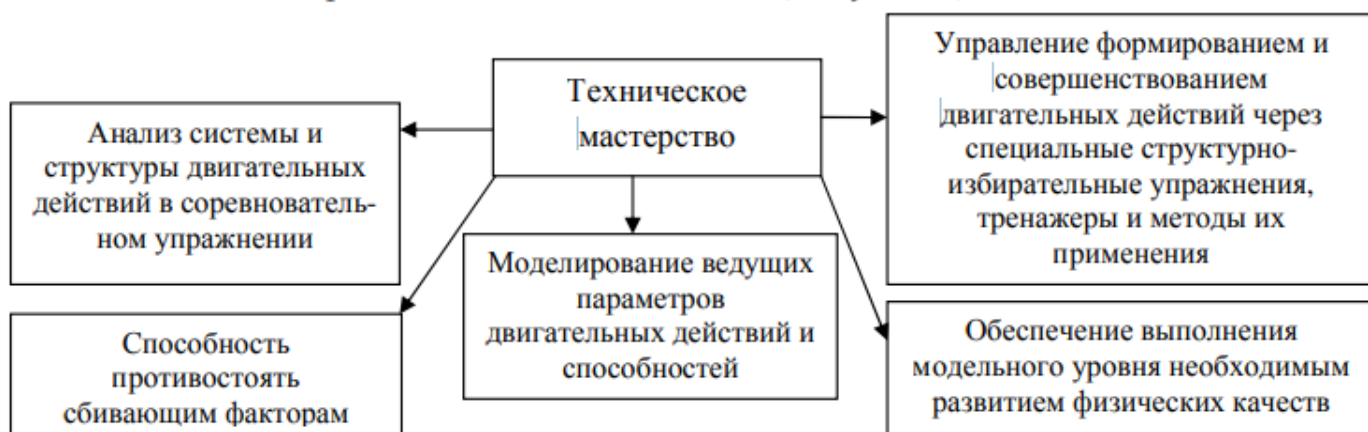 Техническое
мастерство
Анализ системы и
структуры двигательных
действий в соревнователь-
ном упражнении
Способность
противостоять
сбивающим факторам
Моделирование ведущих
параметров
двигательных действий и
способностей
Управление формированием и
совершенствованием
двигательных действий через
специальные структурно-
избирательные упражнения,
тренажеры и методы их
применения
Обеспечение выполнения
модельного уровня необходимым
развитием физических качеств